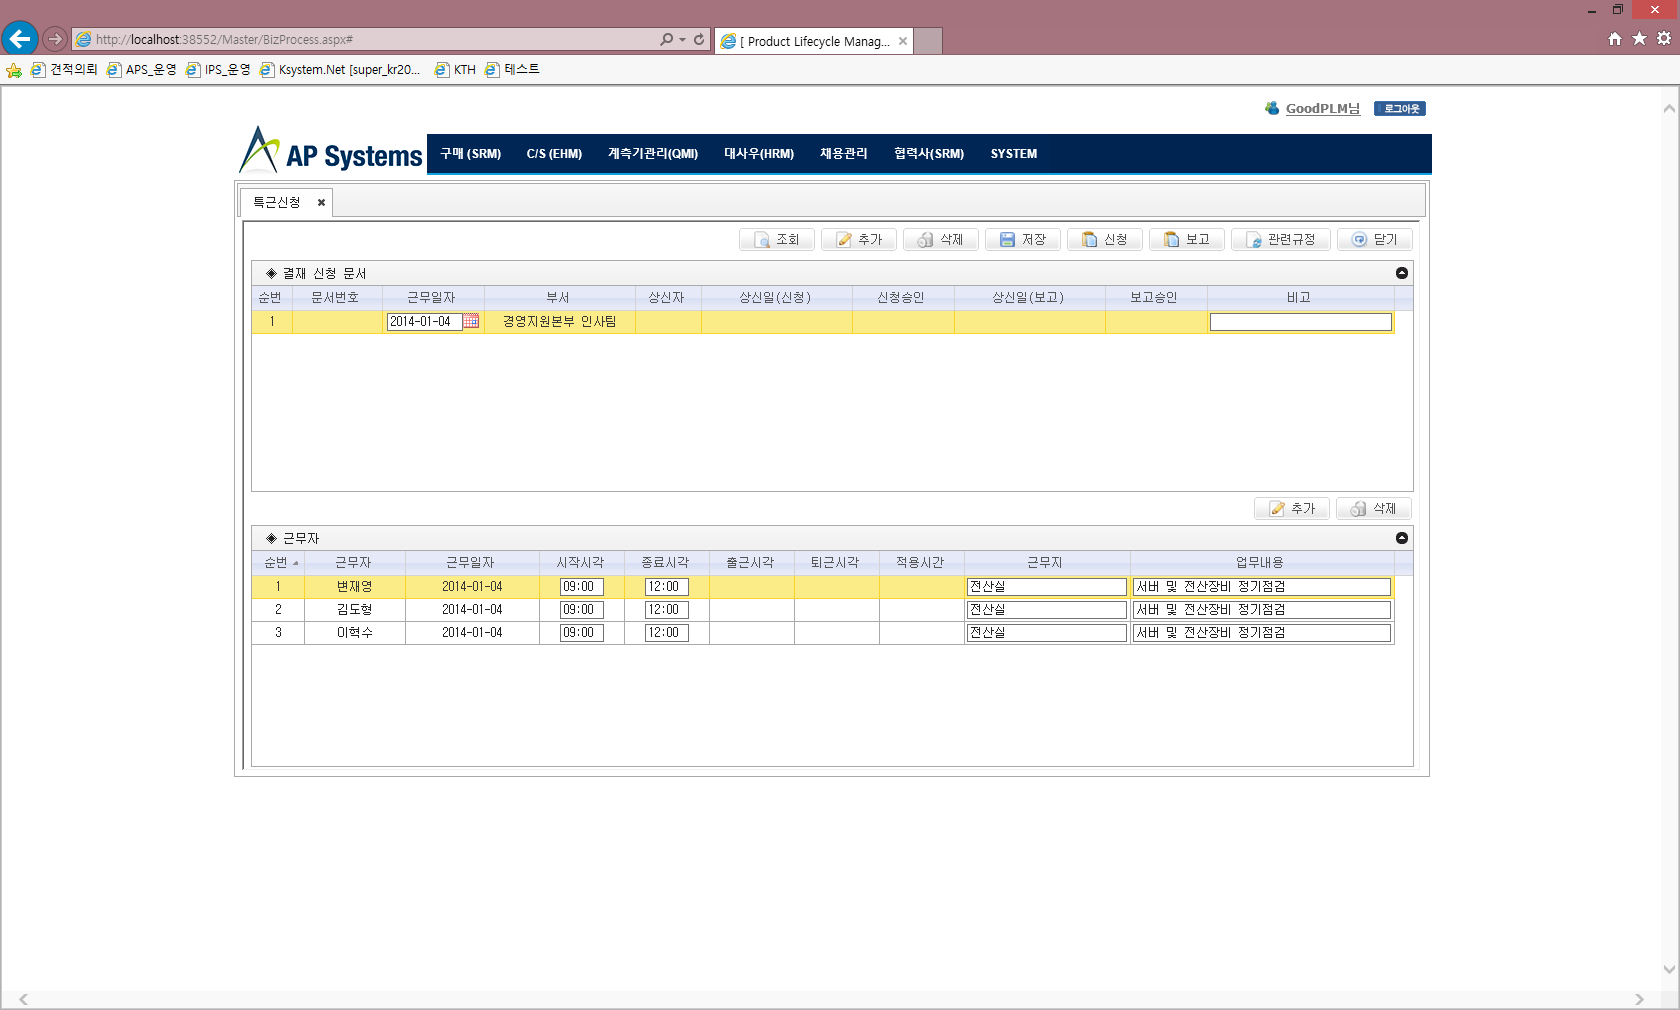 http://localhost:38552/Master/BizProcess.aspx#
[ Product Lifecycle Manag...
견적의뢰 APS_운영 IPS_운영 Ksystem.Net [super_kr20... KTH 테스트
GoodPLM님 로그아웃
AP Systems
구매 (SRM) C/S (EHM) 계측기관리(QMI) 대사우(HRM) 채용관리 협력사(SRM) SYSTEM
특근신청
조회 추가 삭제 저장 신청 보고 관련규정 닫기
◈ 결재 신청 문서
순번 문서번호 근무일자 부서 상신자 상신일(신청) 신청승인 상신일(보고) 보고승인 비고
1 2014-01-04 경영지원본부 인사팀
추가 삭제
◈ 근무자
순번 근무자 근무일자 시작시각 종료시각 출근시각 퇴근시각 적용시간 근무지 업무내용
1 변재영 2014-01-04 09:00 12:00 전산실 서버 및 전산장비 정기점검
2 김도형 2014-01-04 09:00 12:00 전산실 서버 및 전산장비 정기점검
3 이혁수 2014-01-04 09:00 12:00 전산실 서버 및 전산장비 정기점검